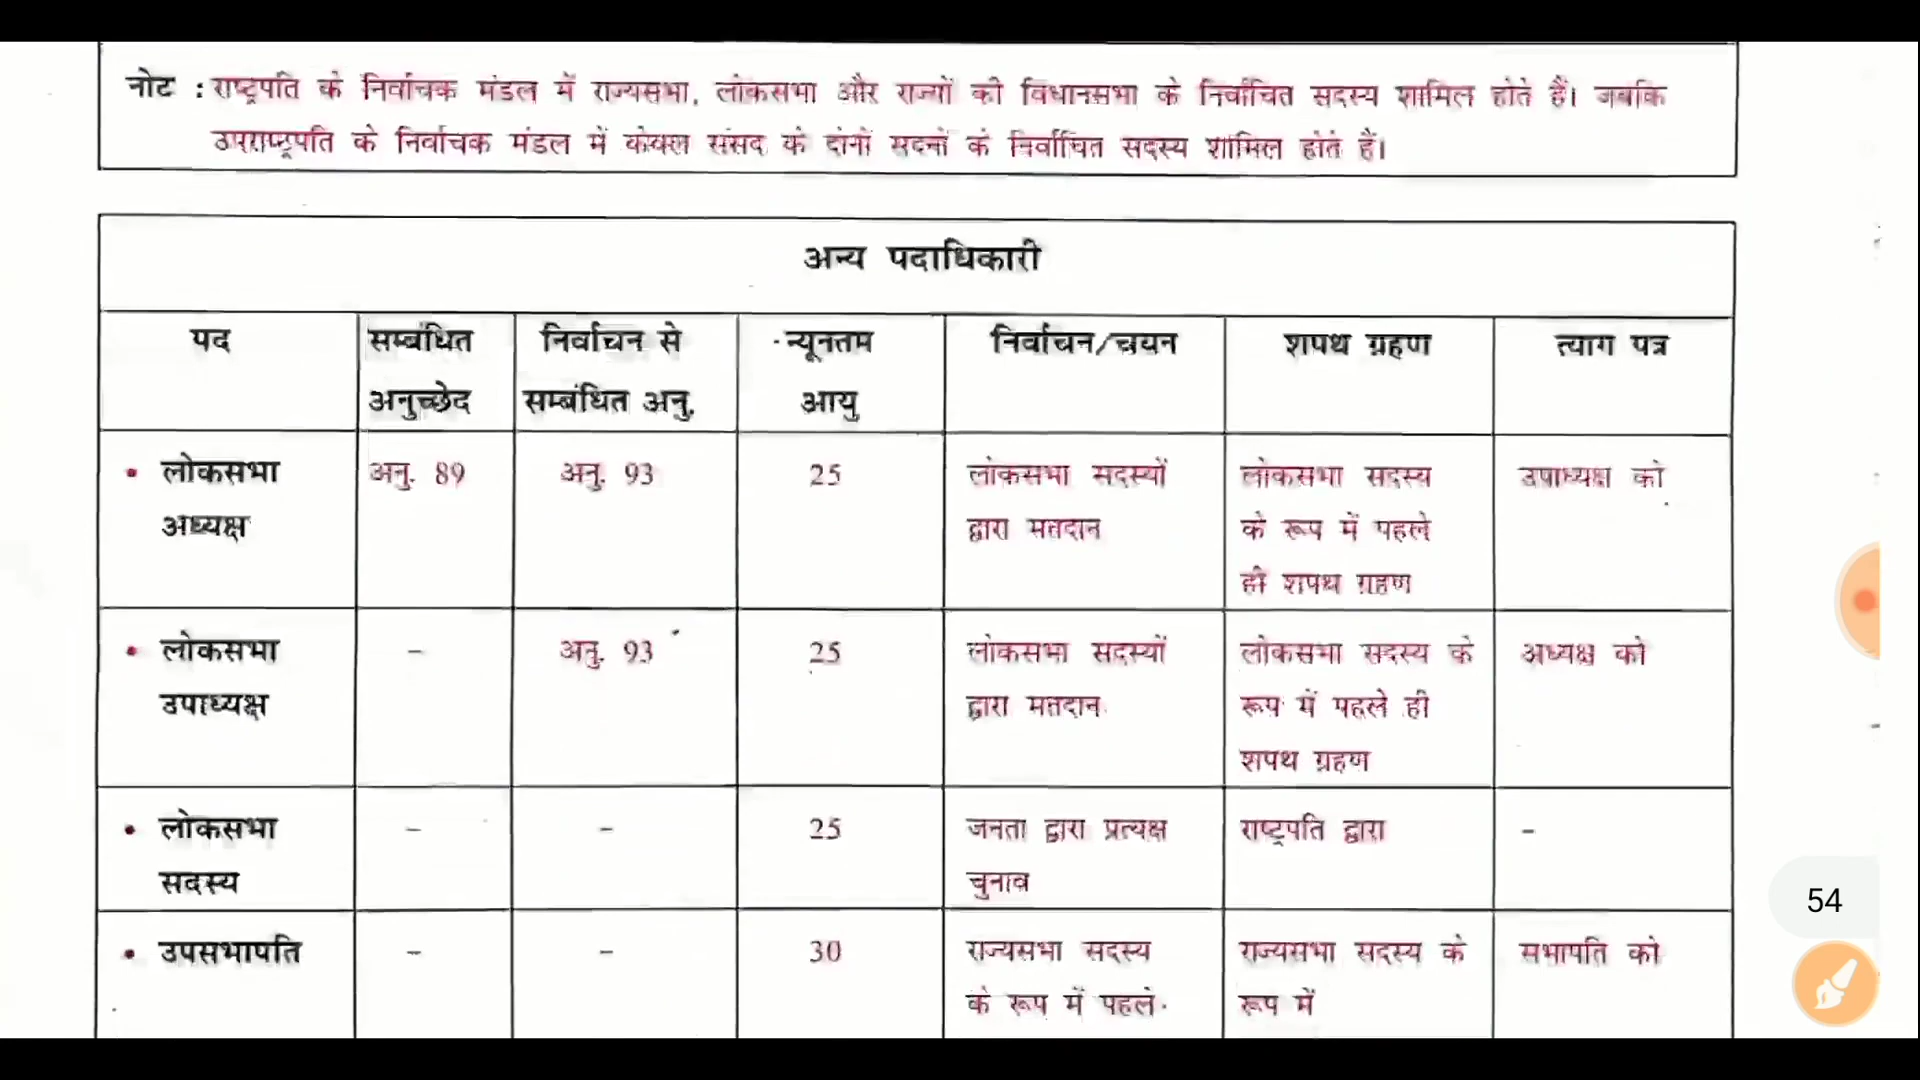 नोट : राष्ट्रपति के निर्वाचक मंडल में राज्यसभा, लोकसभा और राज्यों की विधानसभा के निर्वाचित सदस्य शामिल होते हैं। जबकि
उपराष्ट्रपति के निर्वाचक मंडल में केवल संसद के दोनों सदनों के निर्वाचित सदस्य शामिल होते हैं।
अन्य पदाधिकारी
पद सम्बंधित निर्वाचन से न्यूनतम निर्वाचन/चयन शपथ ग्रहण त्याग पत्र
अनुच्छेद सम्बंधित अनु. आयु
• लोकसभा अनु. 89 अनु. 93 25 लोकसभा सदस्यों लोकसभा सदस्य उपाध्यक्ष को
अध्यक्ष द्वारा मतदान के रूप में पहले
ही शपथ ग्रहण
• लोकसभा - अनु. 93 25 लोकसभा सदस्यों लोकसभा सदस्य के अध्यक्ष को
उपाध्यक्ष द्वारा मतदान रूप में पहले ही
शपथ ग्रहण
• लोकसभा - - 25 जनता द्वारा प्रत्यक्ष राष्ट्रपति द्वारा -
सदस्य चुनाव
• उपसभापति - - 30 राज्यसभा सदस्य राज्यसभा सदस्य के सभापति को
के रूप में पहले रूप में
54